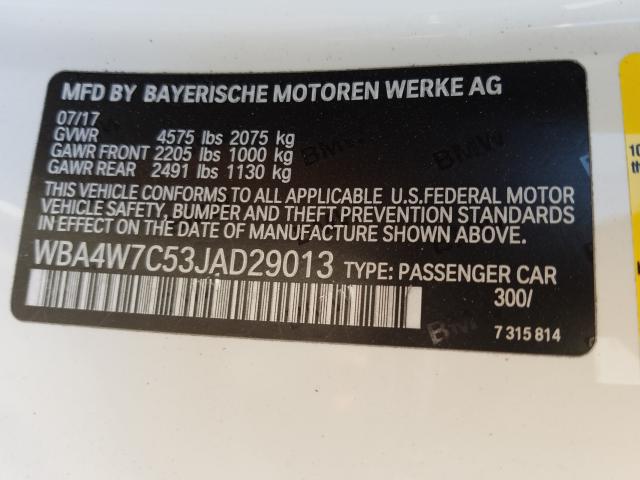 MFD BY BAYERISCHE MOTOREN WERKE AG
07/17
GVWR 4575 lbs 2075 kg
GAWR FRONT 2205 lbs 1000 kg
GAWR REAR 2491 lbs 1130 kg
THIS VEHICLE CONFORMS TO ALL APPLICABLE U.S.FEDERAL MOTOR
VEHICLE SAFETY, BUMPER AND THEFT PREVENTION STANDARDS
IN EFFECT ON THE DATE OF MANUFACTURE SHOWN ABOVE.
WBA4W7C53JAD29013 TYPE: PASSENGER CAR
300/
7 315 814
BMW
BMW